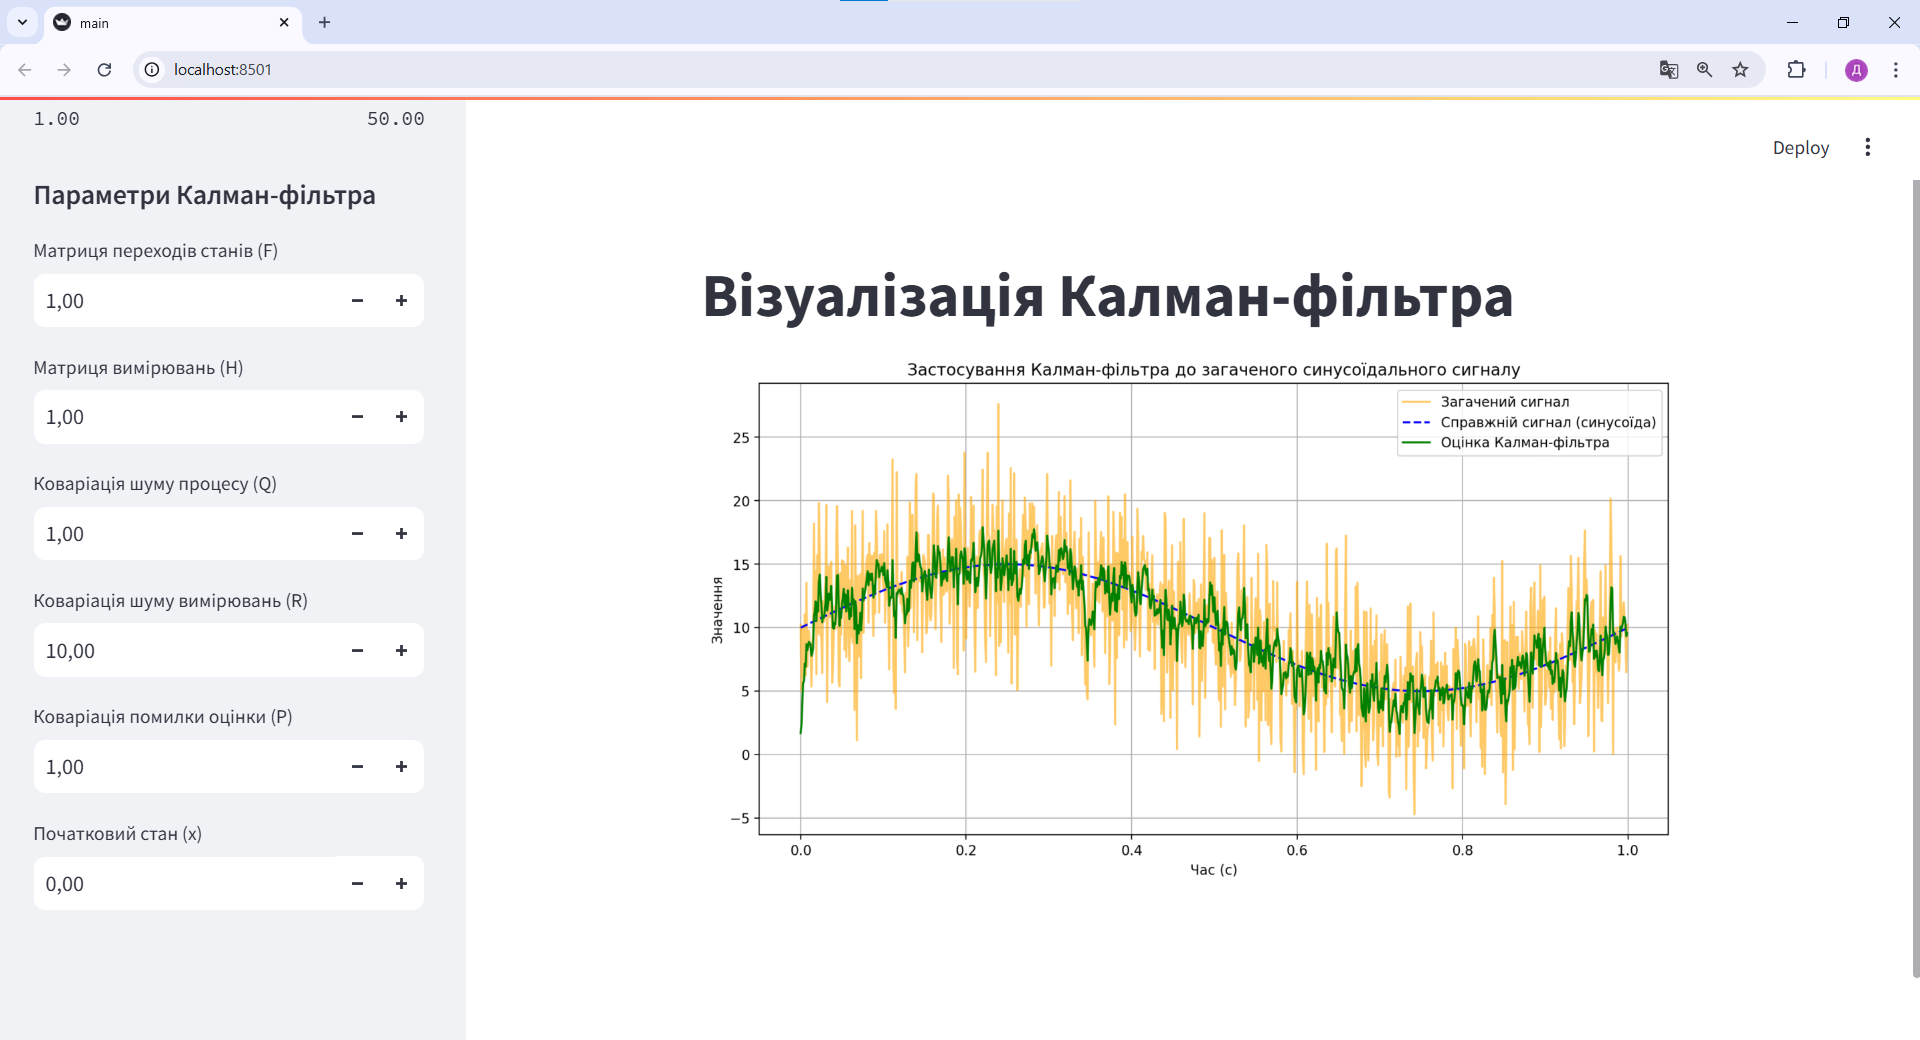 main
localhost:8501
Д
1.00 50.00
Deploy
Параметри Калман-фільтра
Матриця переходів станів (F)
1,00
Матриця вимірювань (H)
1,00
Коваріація шуму процесу (Q)
1,00
Коваріація шуму вимірювань (R)
10,00
Коваріація помилки оцінки (P)
1,00
Початковий стан (x)
0,00
Візуалізація Калман-фільтра
Застосування Калман-фільтра до загаченого синусоїдального сигналу
Загачений сигнал
Справжній сигнал (синусоїда)
Оцінка Калман-фільтра
Значення
25
20
15
10
5
0
−5
0.0 0.2 0.4 0.6 0.8 1.0
Час (с)